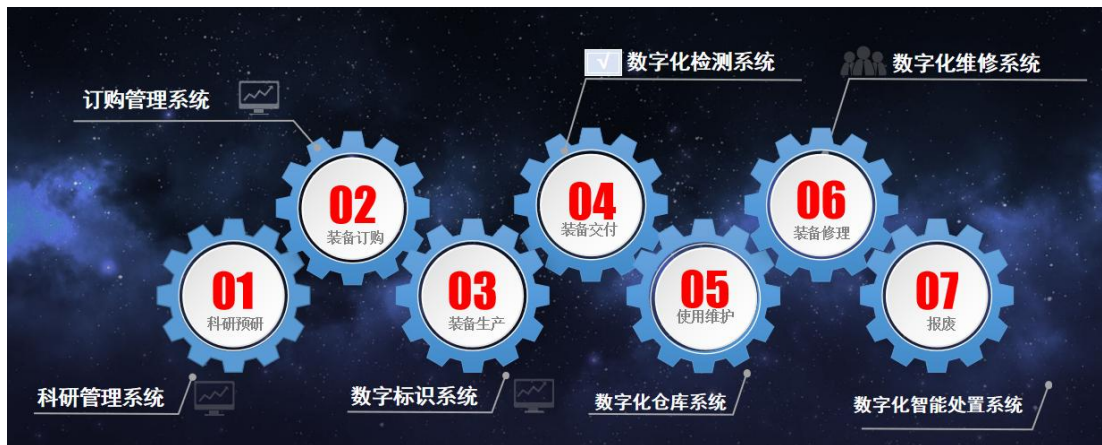 订购管理系统
√ 数字化检测系统
数字化维修系统
02
装备订购
04
装备交付
06
装备修理
01
科研预研
03
装备生产
05
使用维护
07
报废
科研管理系统
数字标识系统
数字化仓库系统
数字化智能处置系统